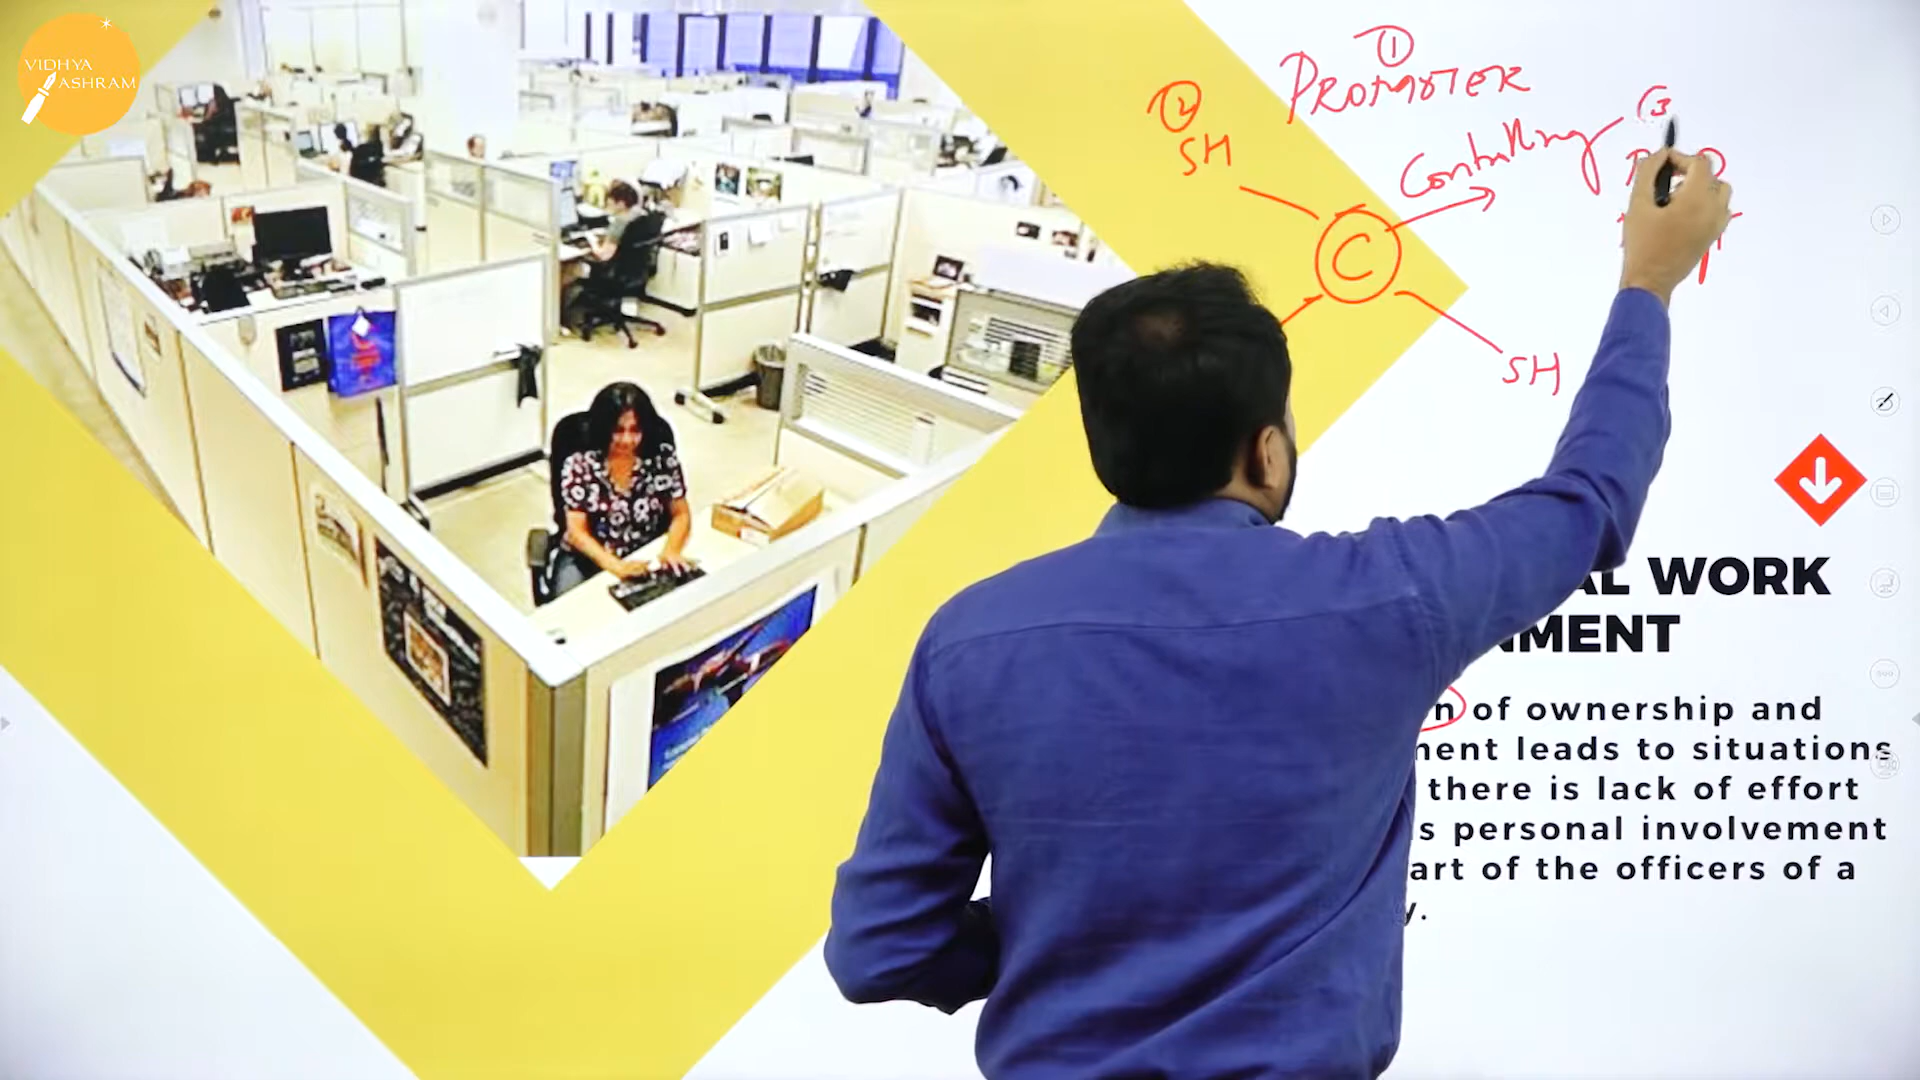 VIDHYA
ASHRAM
①
PROMOTER
②
SH
Controlling
3
C
SH
WORK
NMENT
n of ownership and
ment leads to situations
there is lack of effort
s personal involvement
art of the officers of a
y.